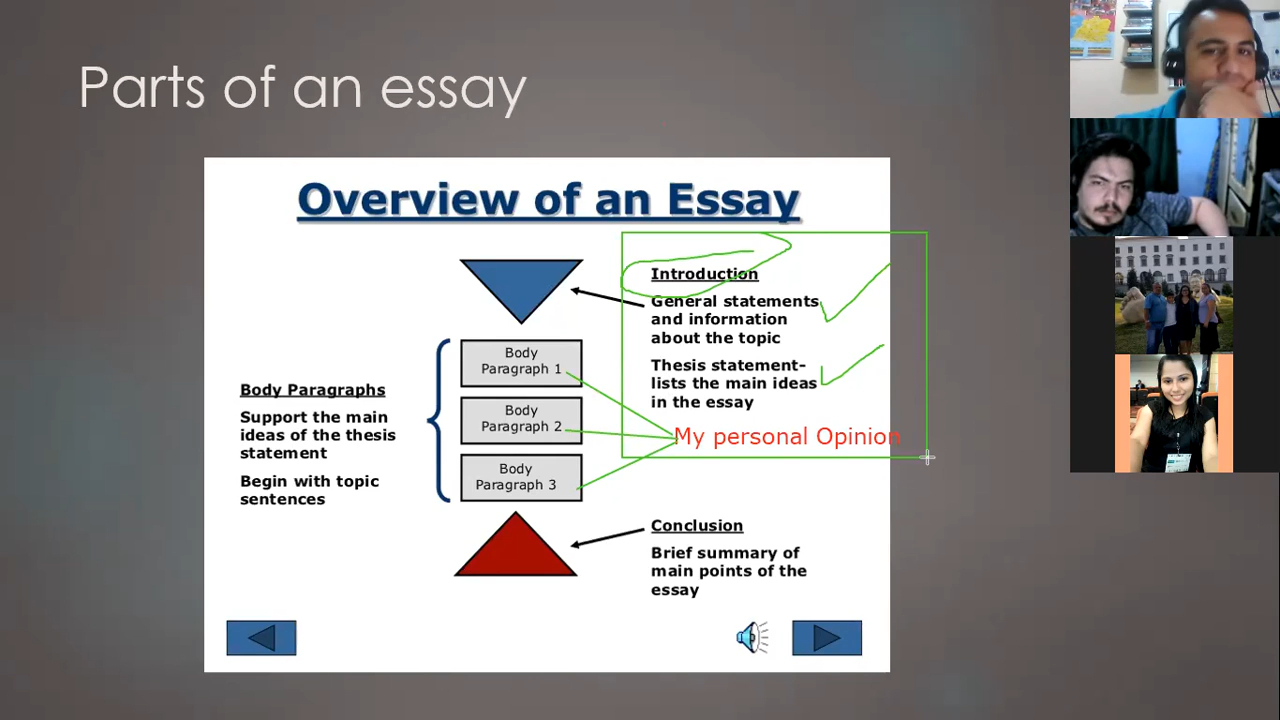 Parts of an essay
Overview of an Essay
Introduction
General statements
and information
about the topic
Thesis statement-
lists the main ideas
in the essay
My personal Opinion
Body
Paragraph 1
Body
Paragraph 2
Body
Paragraph 3
Body Paragraphs
Support the main
ideas of the thesis
statement
Begin with topic
sentences
Conclusion
Brief summary of
main points of the
essay